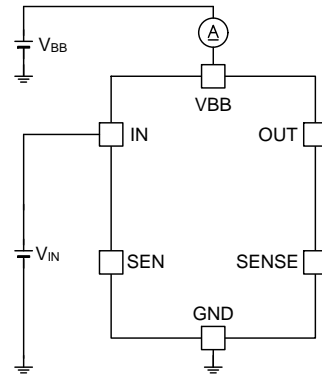 A
VBB
VBB
IN
OUT
VIN
SEN
SENSE
GND